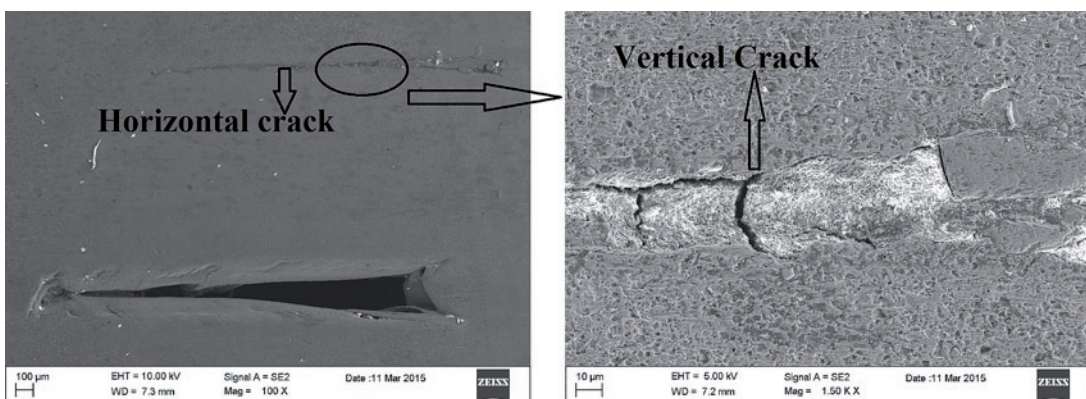 Horizontal crack
100 µm
EHT = 10.00 kV
WD = 7.3 mm
Signal A = SE2
Mag = 100 X
Date :11 Mar 2015
ZEISS
Vertical Crack
10 µm
EHT = 5.00 kV
WD = 7.2 mm
Signal A = SE2
Mag = 1.50 K X
Date :11 Mar 2015
ZEISS